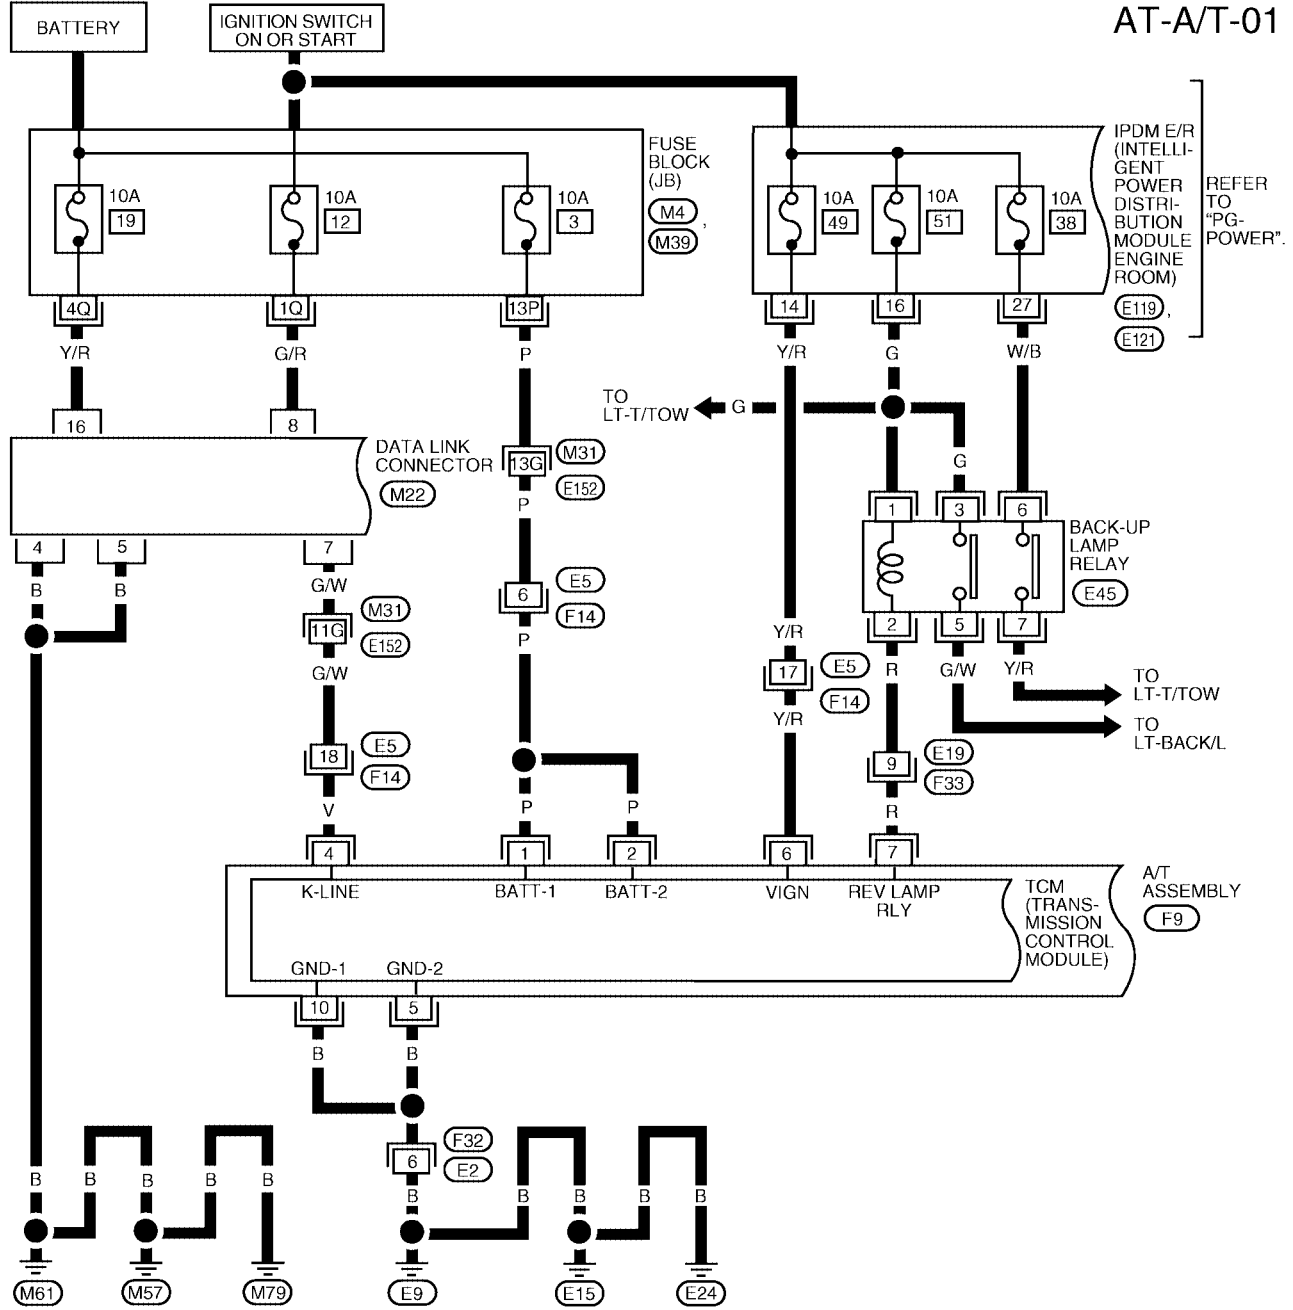 AT-A/T-01
BATTERY
IGNITION SWITCH
ON OR START
FUSE
BLOCK
(JB)
M4 ,
M39
10A
19
10A
12
10A
3
10A
49
10A
51
10A
38
IPDM E/R
(INTELLI-
GENT
POWER
DISTRI-
BUTION
MODULE
ENGINE
ROOM)
E119 ,
E121
REFER
TO
“PG-
POWER”.
4Q
1Q
13P
14
16
27
Y/R
G/R
P
Y/R
G
W/B
TO
LT-T/TOW
G
16
8
DATA LINK
CONNECTOR
M22
13G
M31
E152
G
P
1
3
6
BACK-UP
LAMP
RELAY
E45
4
5
7
B
B
G/W
11G
M31
E152
6
E5
F14
2
5
7
G/W
P
Y/R
R
G/W
Y/R
17
E5
F14
TO
LT-T/TOW
TO
LT-BACK/L
Y/R
18
E5
F14
9
E19
F33
V
P
P
R
4
1
2
6
7
K-LINE
BATT-1
BATT-2
VIGN
REV LAMP
RLY
TCM
(TRANS-
MISSION
CONTROL
MODULE)
A/T
ASSEMBLY
F9
GND-1
GND-2
10
5
B
B
6
F32
E2
B
B
B
B
B
B
B
B
B
B
M61
M57
M79
E9
E15
E24